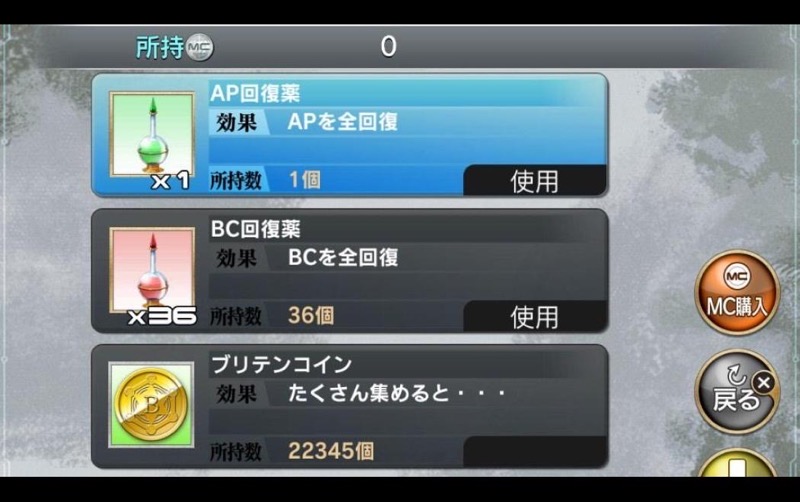 所持MC 0
AP回復薬
効果 APを全回復
x1
所持数 1個
使用
BC回復薬
効果 BCを全回復
x36
所持数 36個
使用
ブリテンコイン
効果 たくさん集めると・・・
B
所持数 22345個
MC
MC購入
戻る